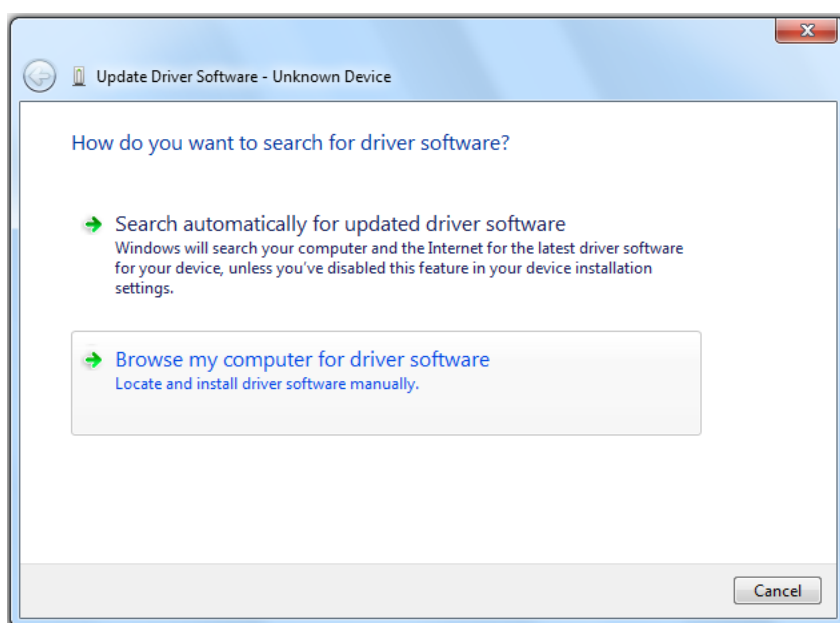 Update Driver Software - Unknown Device
How do you want to search for driver software?
Search automatically for updated driver software
Windows will search your computer and the Internet for the latest driver software
for your device, unless you've disabled this feature in your device installation
settings.
Browse my computer for driver software
Locate and install driver software manually.
Cancel